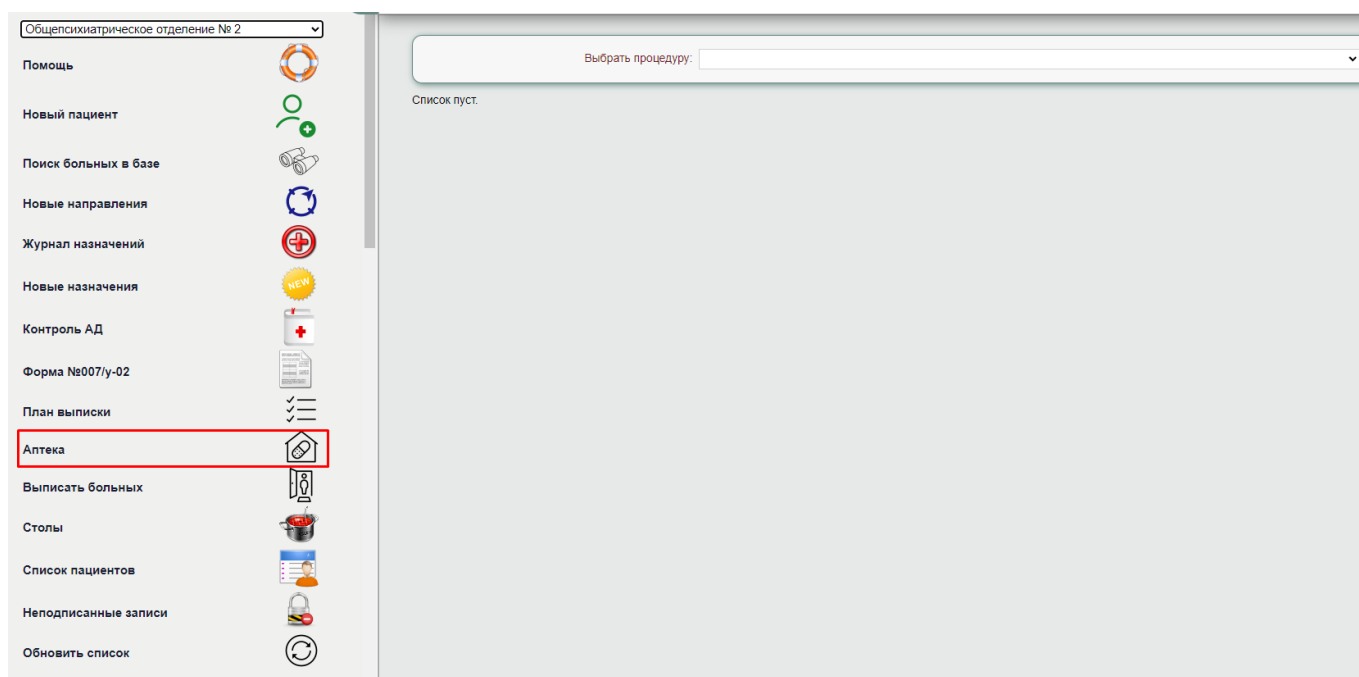 Общепсихиатрическое отделение № 2
Помощь
Новый пациент
Поиск больных в базе
Новые направления
Журнал назначений
Новые назначения
NEW
Контроль АД
Форма №007/у-02
План выписки
Аптека
Выписать больных
Столы
Список пациентов
Неподписанные записи
Обновить список
Выбрать процедуру:
Список пуст.